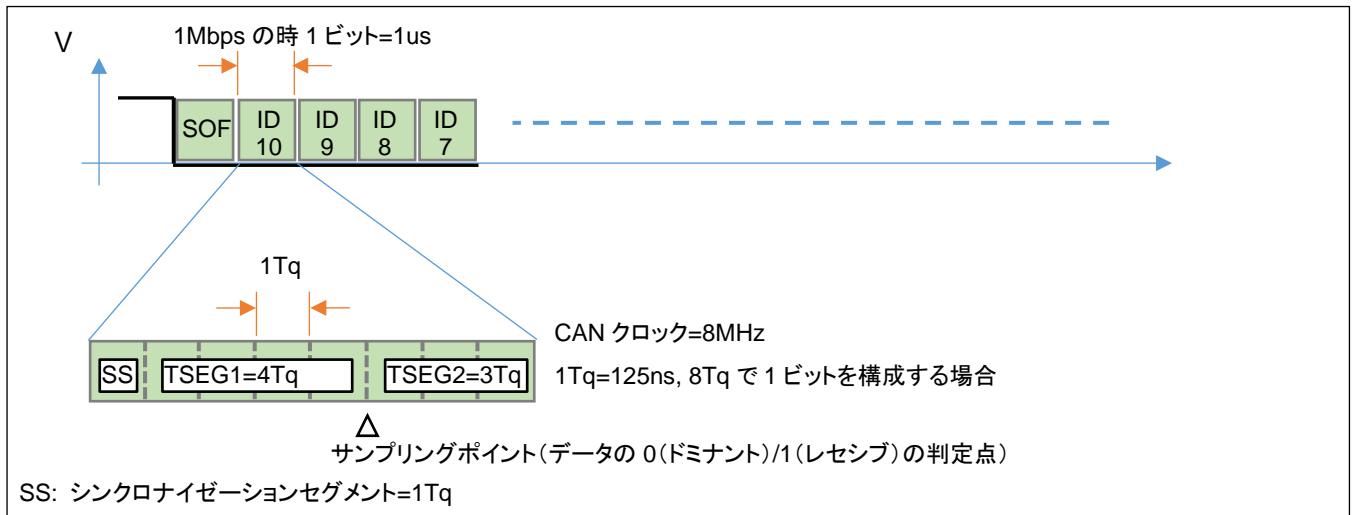 V
1Mbps の時 1 ビット=1us
SOF
ID
10
ID
9
ID
8
ID
7
1Tq
CAN クロック=8MHz
SS
TSEG1=4Tq
TSEG2=3Tq
1Tq=125ns, 8Tq で 1 ビットを構成する場合
サンプリングポイント(データの 0(ドミナント)/1(レセシブ)の判定点)
SS: シンクロナイゼーションセグメント=1Tq